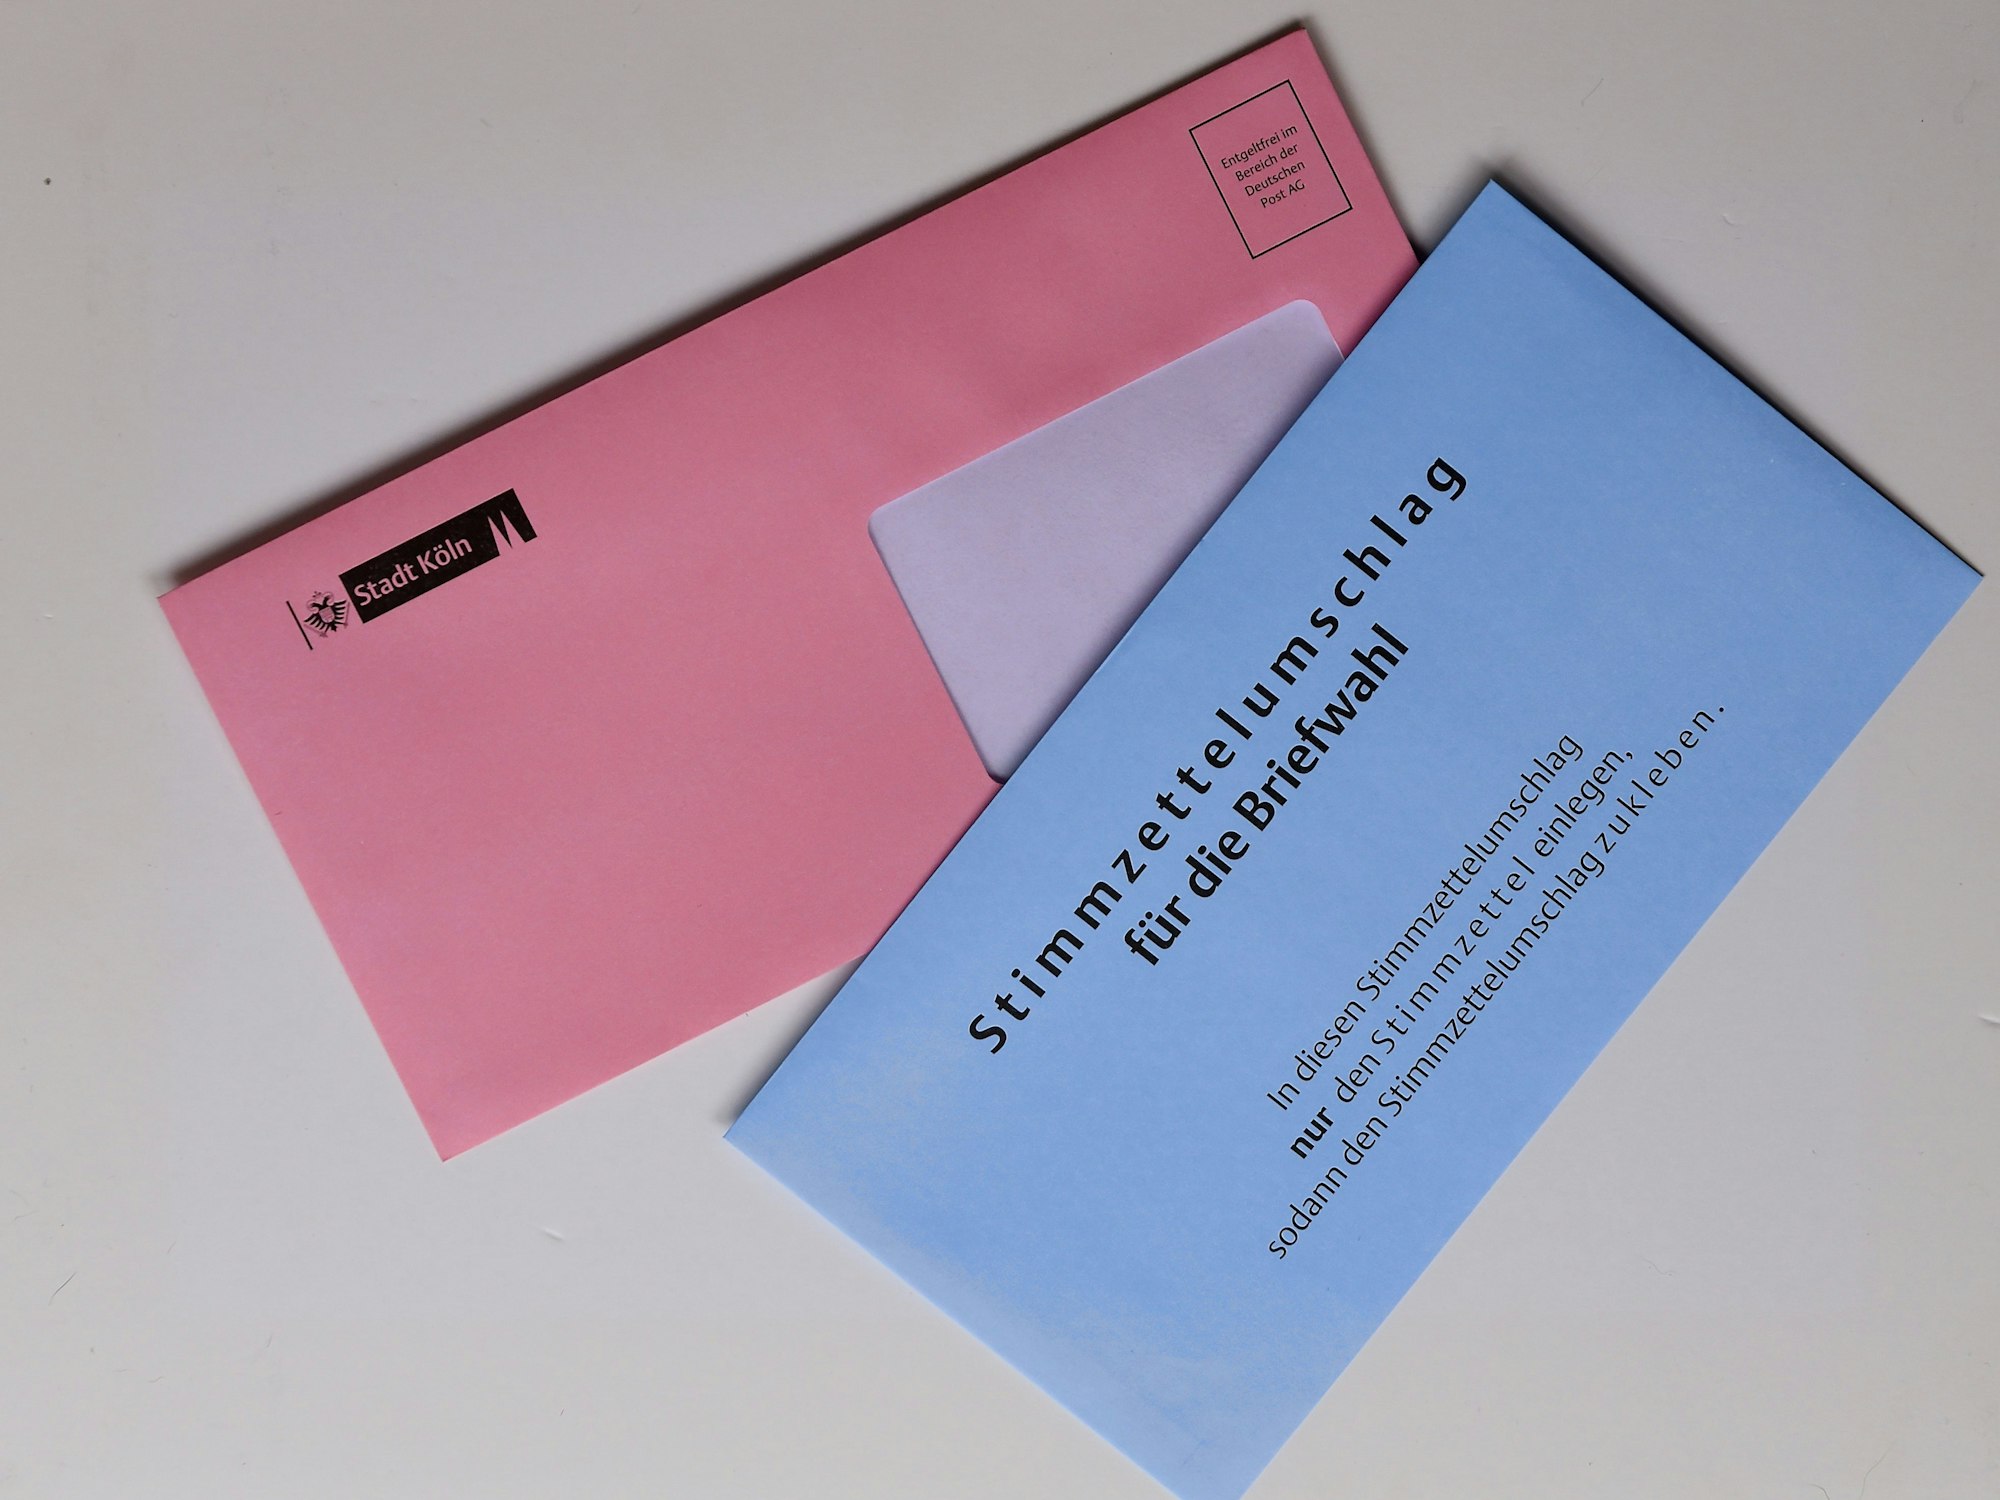 Entgeltfrei im
Bereich der
Deutschen
Post AG
Stadt Köln
Stimmzettelumschlag
für die Briefwahl
In diesen Stimmzettelumschlag
nur den Stimmzettel einlegen,
sodann den Stimmzettelumschlag zukleben.